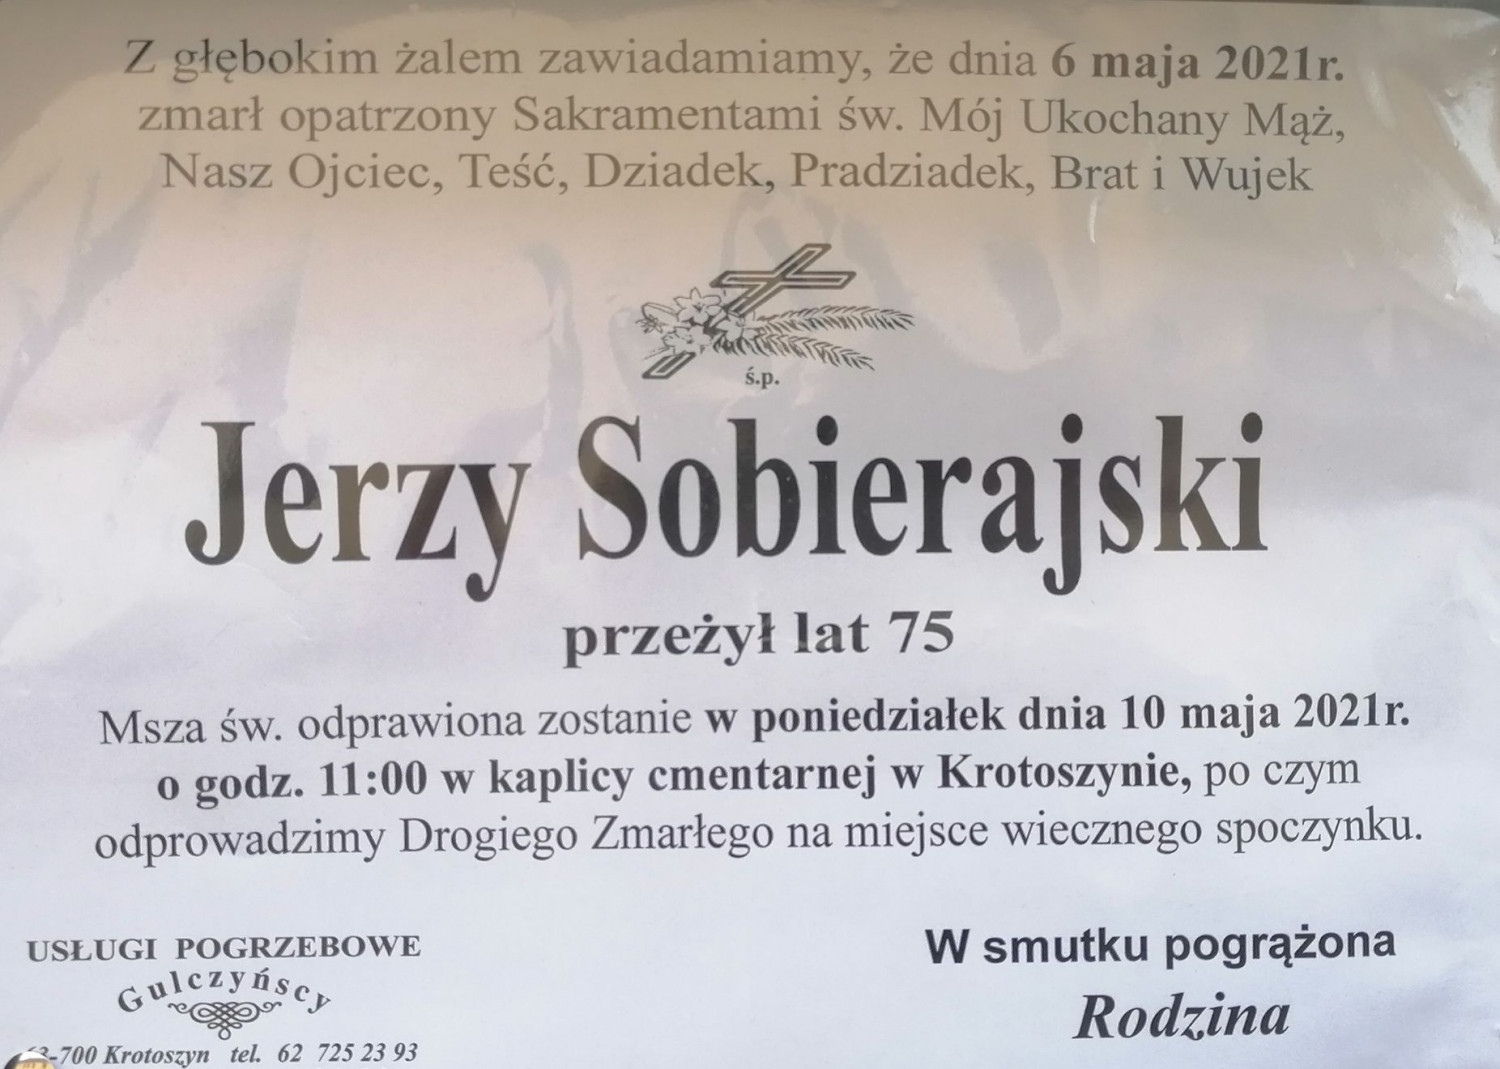 Z głębokim żalem zawiadamiamy, że dnia 6 maja 2021r.
zmarł opatrzony Sakramentami św. Mój Ukochany Mąż,
Nasz Ojciec, Teść, Dziadek, Pradziadek, Brat i Wujek
ś.p.
Jerzy Sobierajski
przeżył lat 75
Msza św. odprawiona zostanie w poniedziałek dnia 10 maja 2021r.
o godz. 11:00 w kaplicy cmentarnej w Krotoszynie, po czym
odprowadzimy Drogiego Zmarłego na miejsce wiecznego spoczynku.
USŁUGI POGRZEBOWE
Gulczyńscy
63-700 Krotoszyn tel. 62 725 23 93
W smutku pogrążona
Rodzina